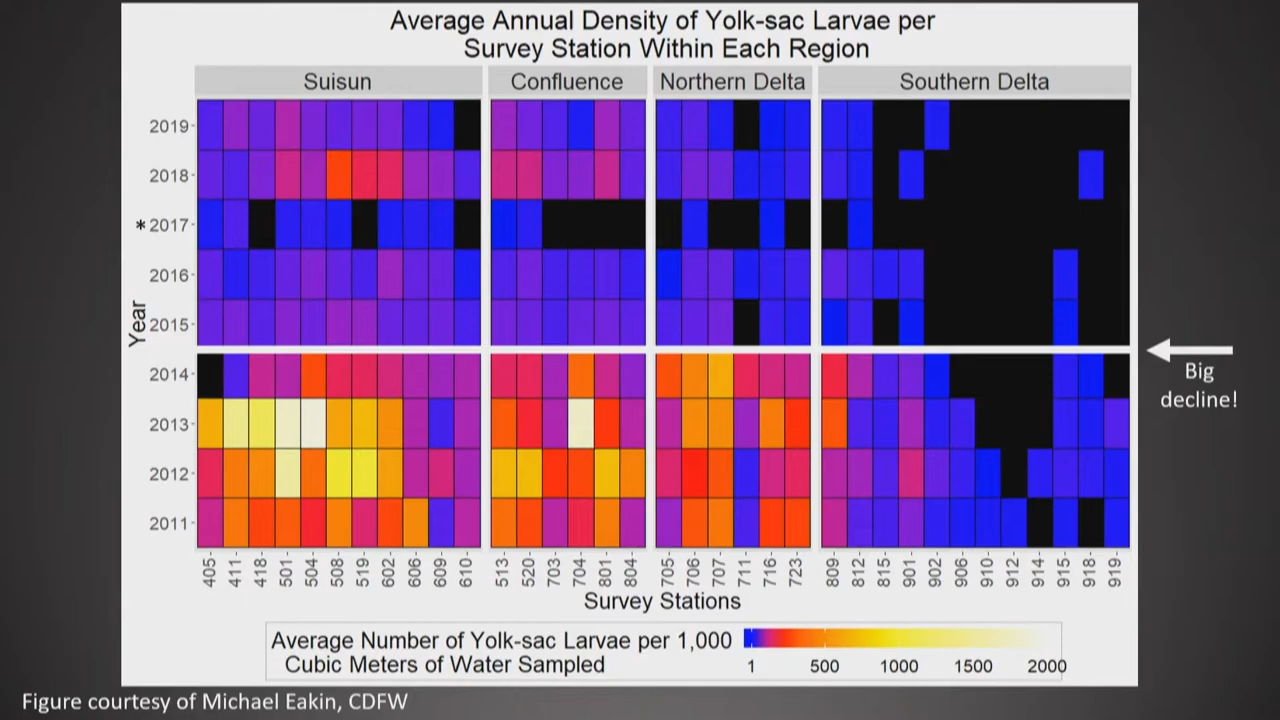 Average Annual Density of Yolk-sac Larvae per
Survey Station Within Each Region
Suisun
Confluence
Northern Delta
Southern Delta
Year
2019
2018
* 2017
2016
2015
2014
2013
2012
2011
Big
decline!
405 411 418 501 504 508 519 602 606 609 610
513 520 703 704 801 804
705 706 707 711 716 723
809 812 815 901 902 906 910 912 914 915 918 919
Survey Stations
Average Number of Yolk-sac Larvae per 1,000
Cubic Meters of Water Sampled
1 500 1000 1500 2000
Figure courtesy of Michael Eakin, CDFW